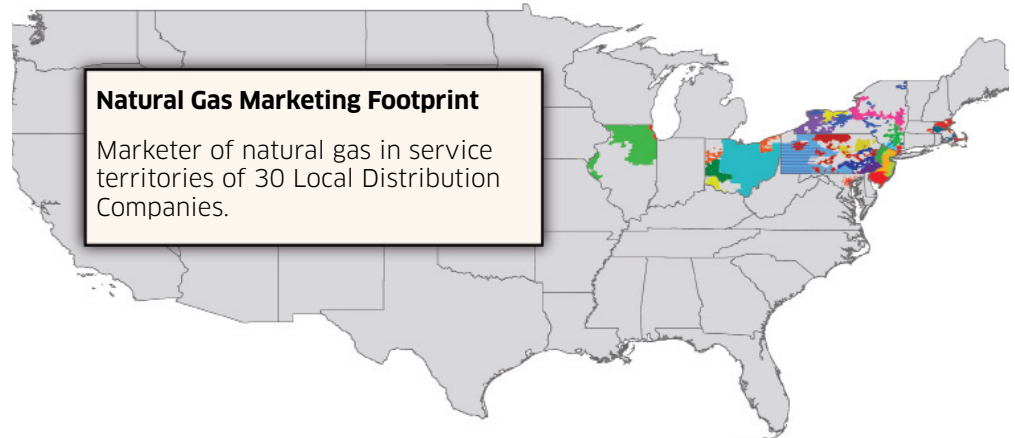 Natural Gas Marketing Footprint
Marketer of natural gas in service
territories of 30 Local Distribution
Companies.